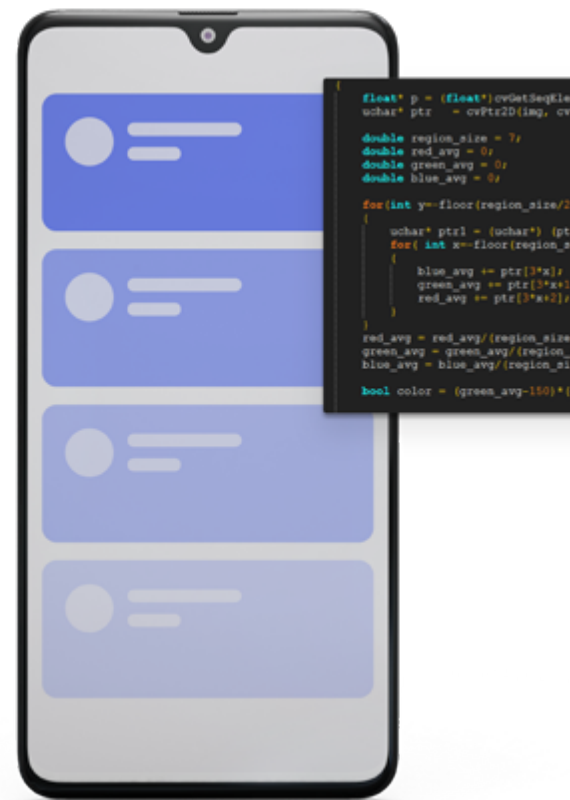 {
float* p = (float*)cvGetSeqEle
uchar* ptr = cvPtr2D(img, cv
double region_size = 7;
double red_avg = 0;
double green_avg = 0;
double blue_avg = 0;
for(int y=-floor(region_size/2
{
uchar* ptr1 = (uchar*) (pt
for( int x=-floor(region_s
{
blue_avg += ptr[3*x];
green_avg += ptr[3*x+1
red_avg += ptr[3*x+2];
}
}
red_avg = red_avg/(region_size
green_avg = green_avg/(region_
blue_avg = blue_avg/(region_si
bool color = (green_avg-150)*(